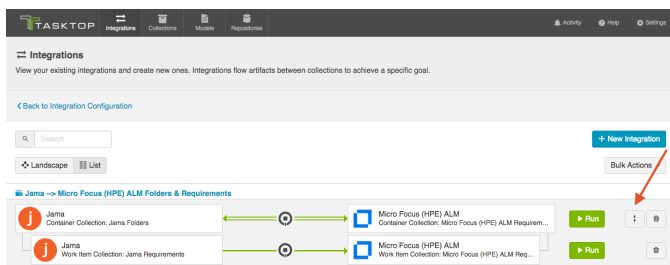 TASKTOP
Integrations
Collections
Models
Repositories
Activity
Help
Settings
Integrations
View your existing integrations and create new ones. Integrations flow artifacts between collections to achieve a specific goal.
Back to Integration Configuration
Search
+ New Integration
Landscape
List
Bulk Actions
Jama --> Micro Focus (HPE) ALM Folders & Requirements
Jama
Container Collection: Jama Folders
Micro Focus (HPE) ALM
Container Collection: Micro Focus (HPE) ALM Requirem...
Run
Jama
Work Item Collection: Jama Requirements
Micro Focus (HPE) ALM
Work Item Collection: Micro Focus (HPE) ALM Req...
Run